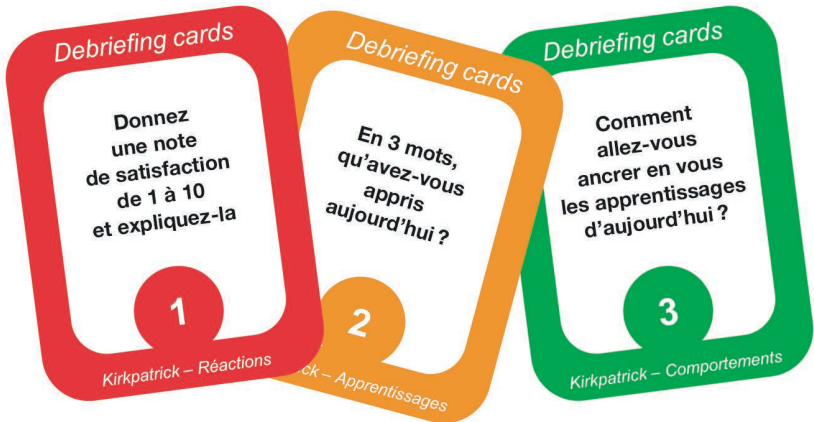 Debriefing cards
Donnez
une note
de satisfaction
de 1 à 10
et expliquez-la
1
Kirkpatrick – Réactions
Debriefing cards
En 3 mots,
qu’avez-vous
appris
aujourd’hui ?
2
ck – Apprentissages
Debriefing cards
Comment
allez-vous
ancrer en vous
les apprentissages
d’aujourd’hui ?
3
Kirkpatrick – Comportements